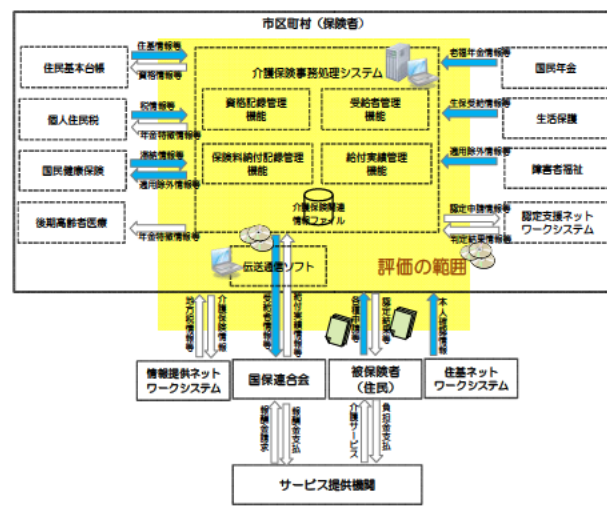 市区町村（保険者）
住民基本台帳
住基情報等
資格情報等
個人住民税
税情報等
年金特徴情報等
国民健康保険
滞納情報等
適用除外情報等
後期高齢者医療
年金特徴情報等
介護保険事務処理システム
資格記録管理
機能
受給者管理
機能
保険料納付記録管理
機能
給付実績管理
機能
介護保険関連
情報ファイル
伝送通信ソフト
評価の範囲
老福年金情報等
国民年金
生保受給情報等
生活保護
適用除外情報等
障害者福祉
認定申請情報等
判定結果情報等
認定支援ネット
ワークシステム
地方税情報等
介護保険情報
受給者情報等
給付実績情報等
各種申請等
認定結果等
本人確認情報
情報提供ネット
ワークシステム
国保連合会
被保険者
（住民）
住基ネット
ワークシステム
報酬金請求
報酬金支払
介護サービス
負担金支払
サービス提供機関